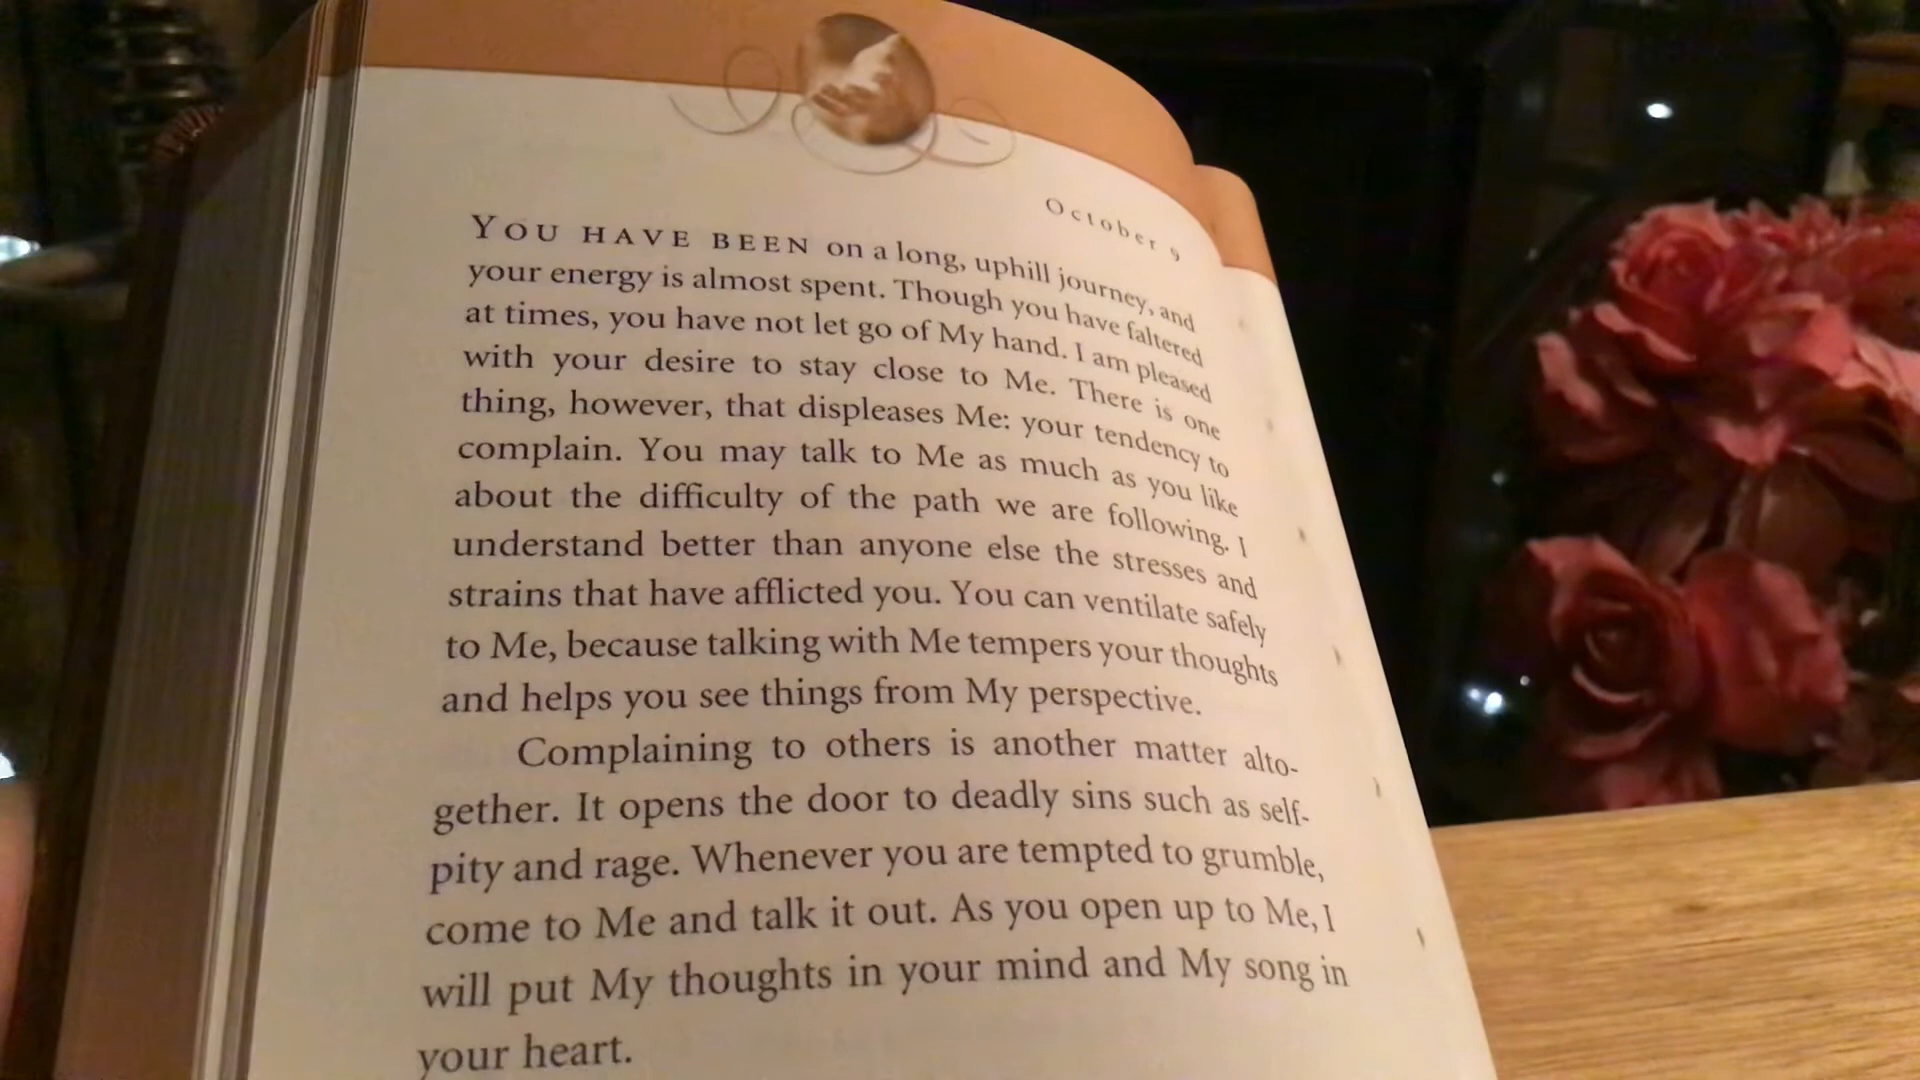 October 9
YOU HAVE BEEN on a long, uphill journey, and
your energy is almost spent. Though you have faltered
at times, you have not let go of My hand. I am pleased
with your desire to stay close to Me. There is one
thing, however, that displeases Me: your tendency to
complain. You may talk to Me as much as you like
about the difficulty of the path we are following. I
understand better than anyone else the stresses and
strains that have afflicted you. You can ventilate safely
to Me, because talking with Me tempers your thoughts
and helps you see things from My perspective.
Complaining to others is another matter alto-
gether. It opens the door to deadly sins such as self-
pity and rage. Whenever you are tempted to grumble,
come to Me and talk it out. As you open up to Me, I
will put My thoughts in your mind and My song in
your heart.